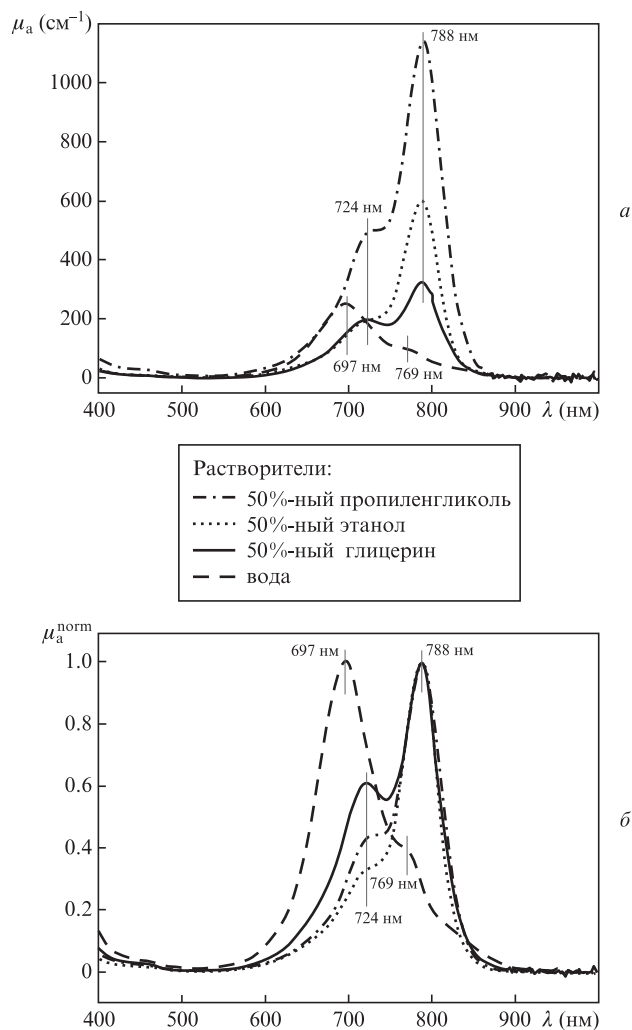 μa (см−1)
788 нм
1000
800
724 нм
600
а
400
200
697 нм
769 нм
0
400 500 600 700 800 900 λ (нм)
Растворители:
50%-ный пропиленгликоль
50%-ный этанол
50%-ный глицерин
вода
μa norm
697 нм
788 нм
1.0
0.8
0.6
б
0.4
769 нм
0.2
724 нм
0
400 500 600 700 800 900 λ (нм)